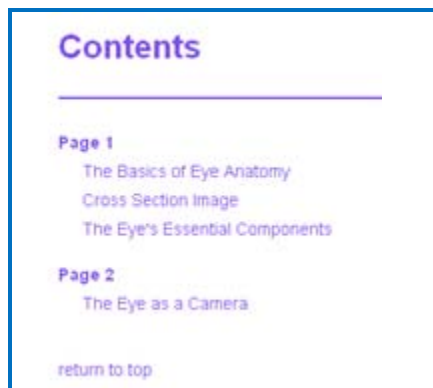 Contents
Page 1
The Basics of Eye Anatomy
Cross Section Image
The Eye's Essential Components
Page 2
The Eye as a Camera
return to top